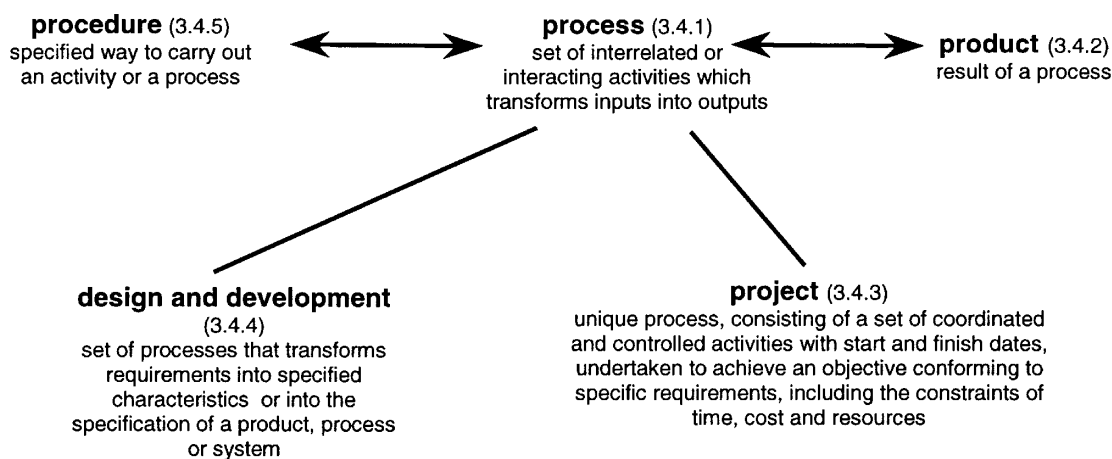 procedure (3.4.5)
specified way to carry out
an activity or a process
process (3.4.1)
set of interrelated or
interacting activities which
transforms inputs into outputs
product (3.4.2)
result of a process
design and development
(3.4.4)
set of processes that transforms
requirements into specified
characteristics or into the
specification of a product, process
or system
project (3.4.3)
unique process, consisting of a set of coordinated
and controlled activities with start and finish dates,
undertaken to achieve an objective conforming to
specific requirements, including the constraints of
time, cost and resources